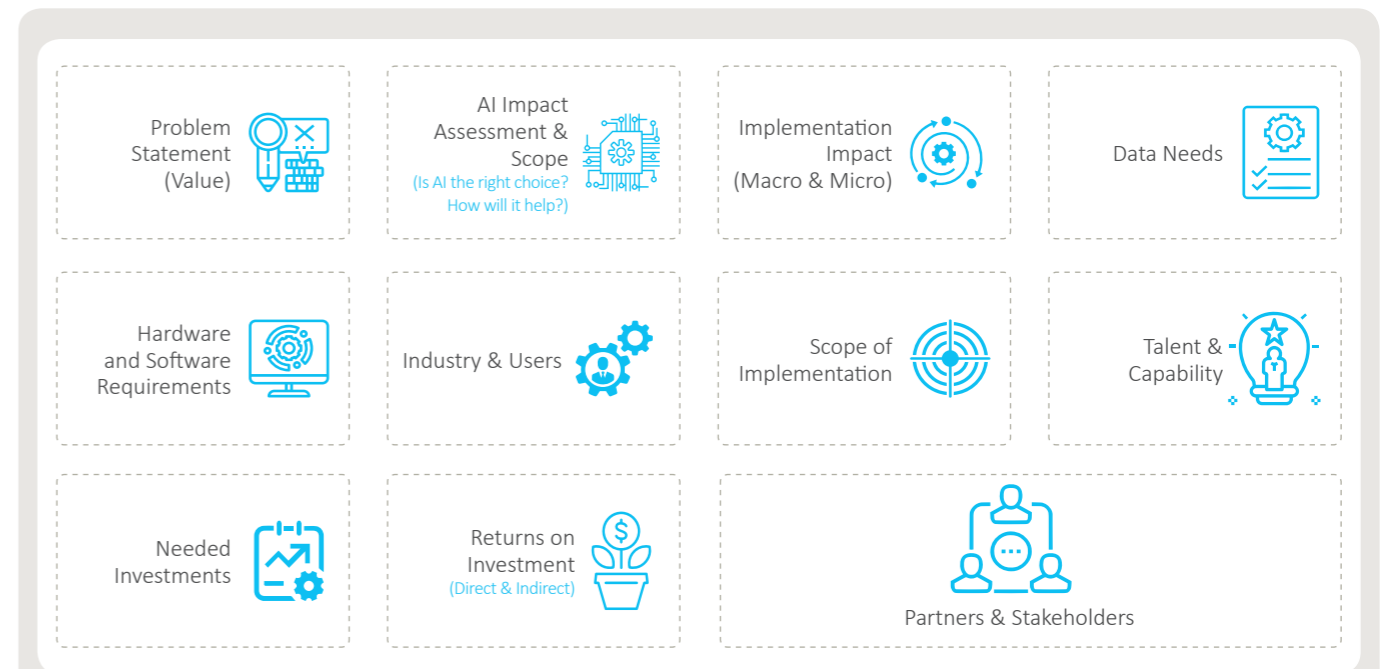 Problem
Statement
(Value)
AI Impact
Assessment &
Scope
(Is AI the right choice?
How will it help?)
Implementation
Impact
(Macro & Micro)
Data Needs
Hardware
and Software
Requirements
Industry & Users
Scope of
Implementation
Talent &
Capability
Needed
Investments
Returns on
Investment
(Direct & Indirect)
$
Partners & Stakeholders